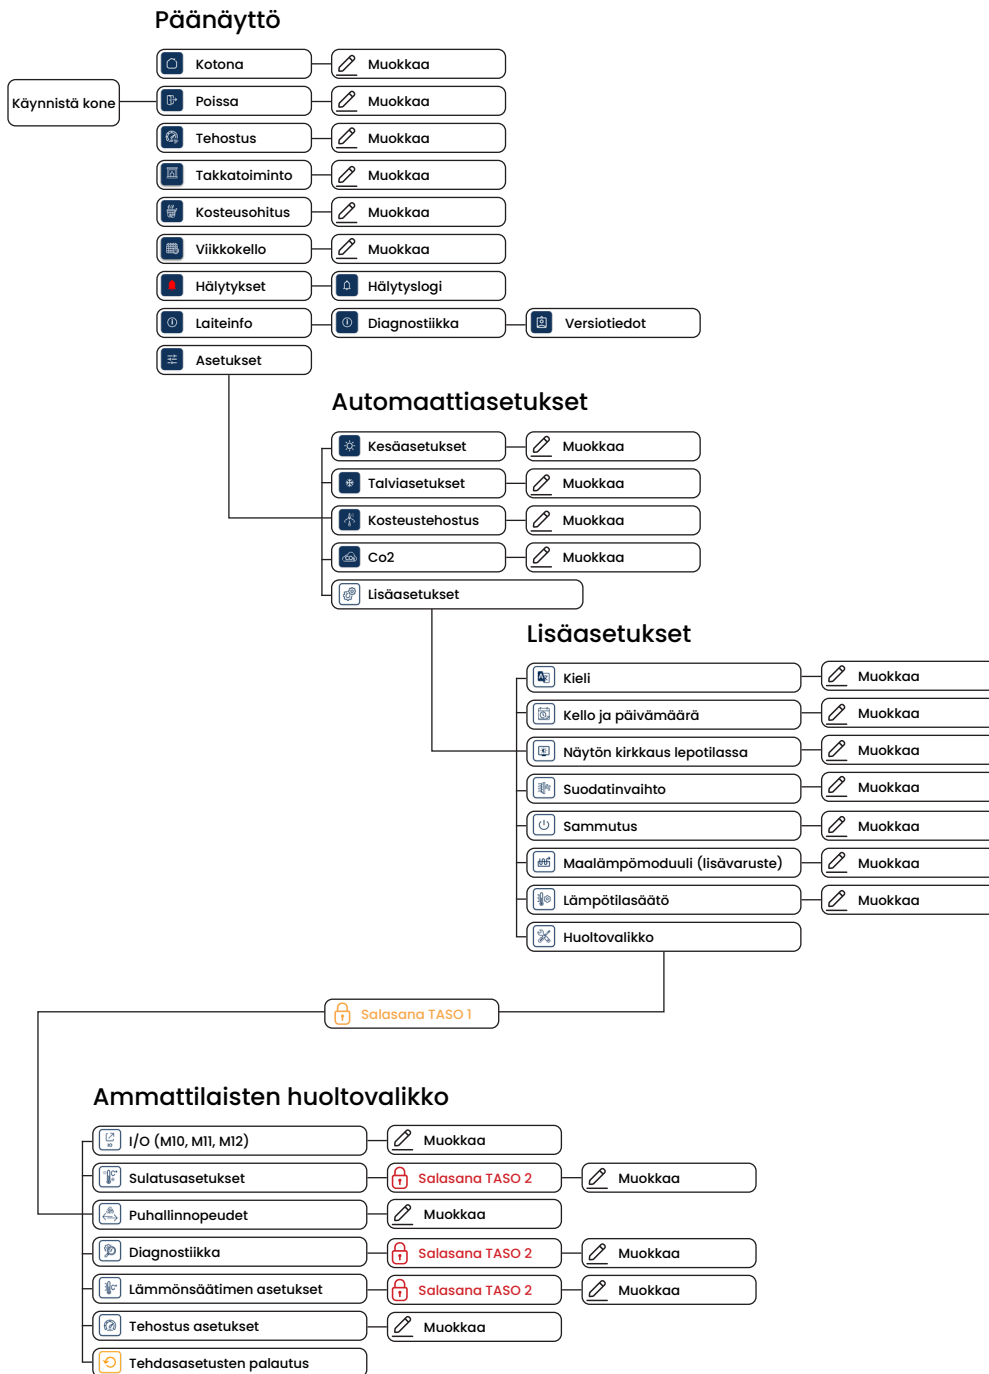 Päänäyttö
Käynnistä kone
Kotona Muokkaa
Poissa Muokkaa
Tehostus Muokkaa
Takkatoiminto Muokkaa
Kosteusohitus Muokkaa
Viikkokello Muokkaa
Hälytykset Hälytyslogi
Laiteinfo Diagnostiikka Versiotiedot
Asetukset
Automaattiasetukset
Kesäasetukset Muokkaa
Talviasetukset Muokkaa
Kosteustehostus Muokkaa
Co2 Muokkaa
Lisäasetukset
Lisäasetukset
Kieli Muokkaa
Kello ja päivämäärä Muokkaa
Näytön kirkkaus lepotilassa Muokkaa
Suodatinvaihto Muokkaa
Sammutus Muokkaa
Maalämpömoduuli (lisävaruste) Muokkaa
Lämpötilasäätö Muokkaa
Huoltovalikko
Salasana TASO 1
Ammattilaisten huoltovalikko
I/O (M10, M11, M12) Muokkaa
Sulatusasetukset Salasana TASO 2 Muokkaa
Puhallinnopeudet Muokkaa
Diagnostiikka Salasana TASO 2 Muokkaa
Lämmönsäätimen asetukset Salasana TASO 2 Muokkaa
Tehostus asetukset Muokkaa
Tehdasasetusten palautus